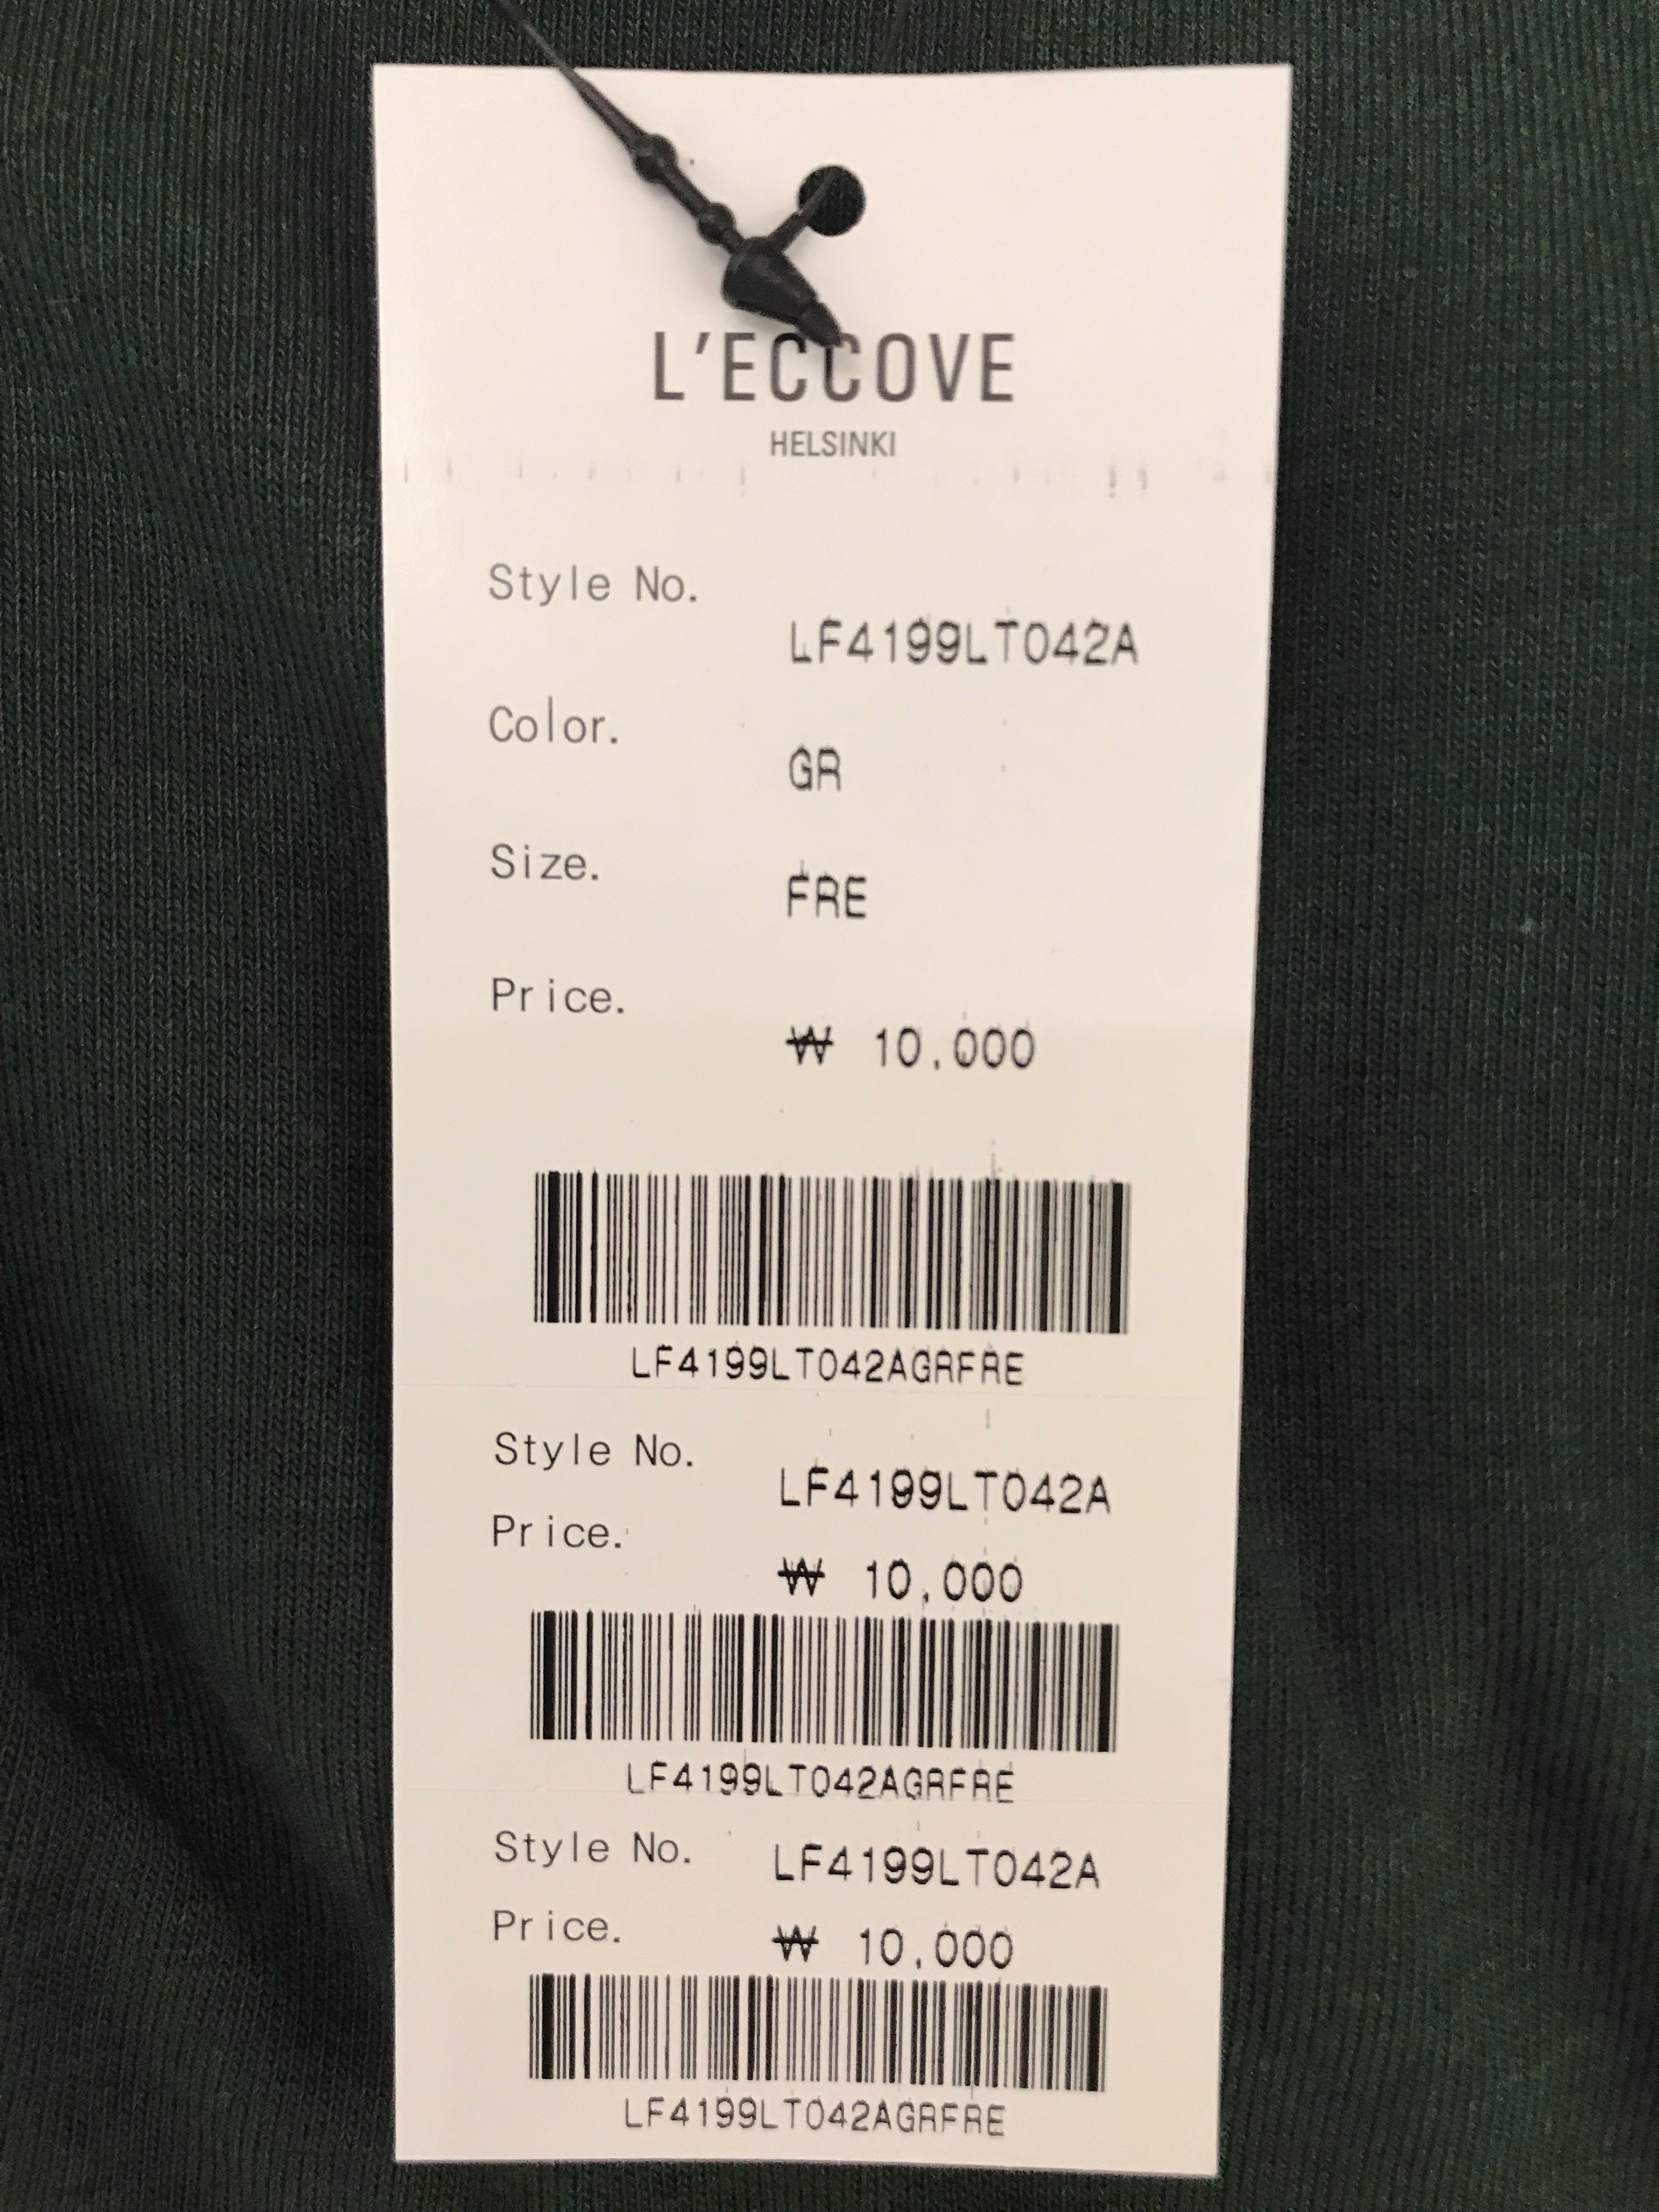 L'ECCOVE
HELSINKI
Style No.
LF4199LT042A
Color.
GR
Size.
FRE
Price.
₩ 10,000
LF4199LT042AGRFRE
Style No.
LF4199LT042A
Price.
₩ 10,000
LF4199LT042AGRFRE
Style No.
LF4199LT042A
Price.
₩ 10,000
LF4199LT042AGRFRE